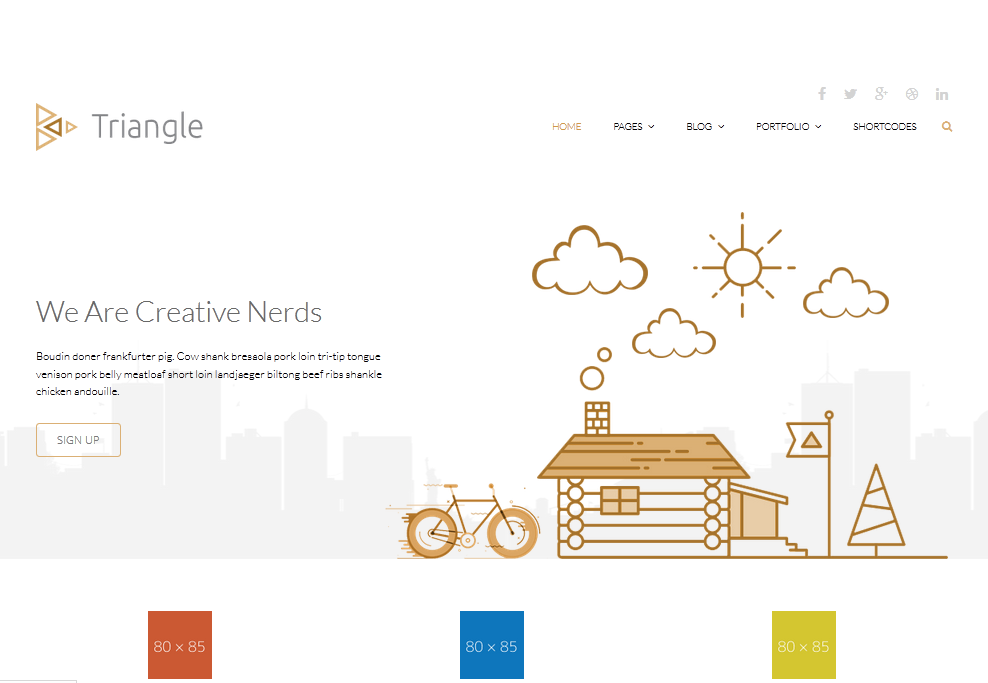 Triangle
HOME PAGES BLOG PORTFOLIO SHORTCODES
We Are Creative Nerds
Boudin doner frankfurter pig. Cow shank bresaola pork loin tri-tip tongue
venison pork belly meatloaf short loin landjaeger biltong beef ribs shankle
chicken andouille.
SIGN UP
80 × 85 80 × 85 80 × 85